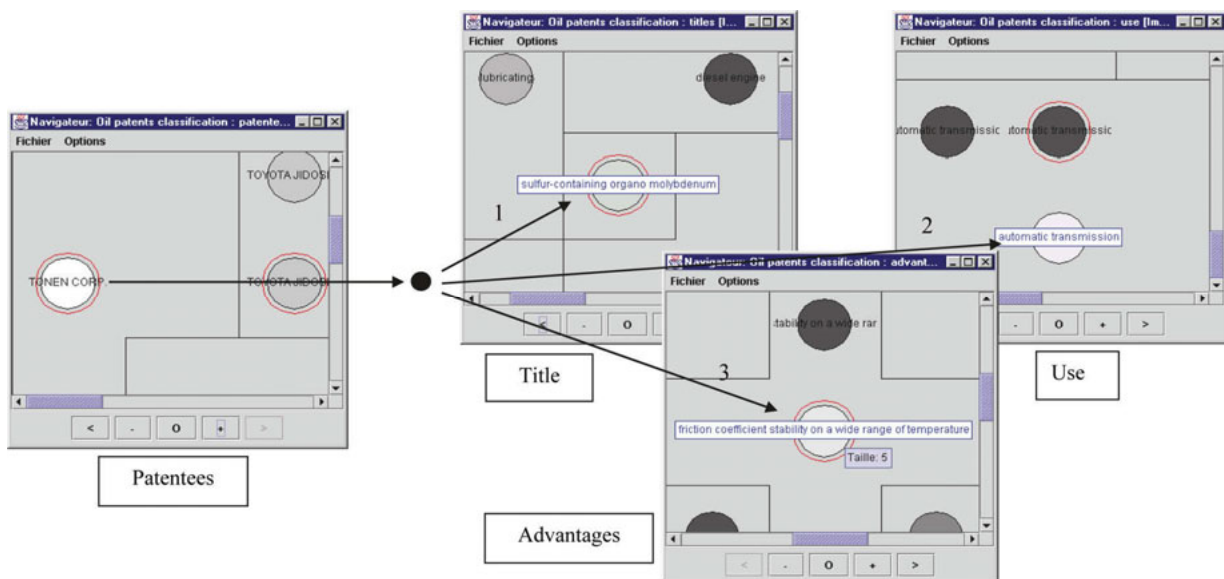 Navigateur: Oil patents classification : patente...
Fichier Options
TOYOTA JIDOSI
TONEN CORP.
TOYOTA JIDOSI
< - O + >
Patentees
Navigateur: Oil patents classification : titles [I...
Fichier Options
lubricating
diesel engine
sulfur-containing organo molybdenum
1
< - O
Title
Navigateur: Oil patents classification : use [Im...
Fichier Options
utomatic transmissic
utomatic transmissic
automatic transmission
2
- O + >
Use
Navigateur: Oil patents classification : advant...
Fichier Options
stability on a wide rar
3
friction coefficient stability on a wide range of temperature
Taille: 5
< - O + >
Advantages